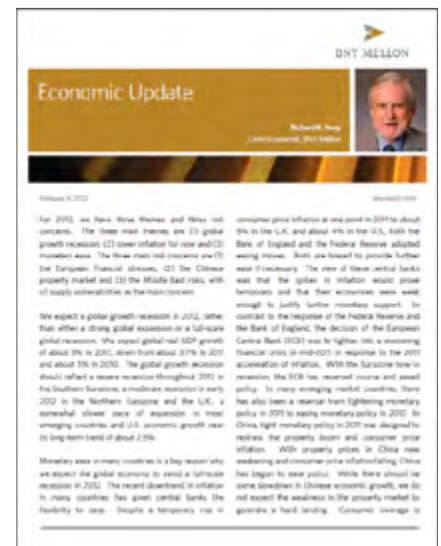 BNY MELLON
Economic Update
Chief Economist, BNY Mellon
For 2012, we have three themes and three risk
concerns. The three main themes are (1) global
growth recession (2) lower inflation for now and (3)
monetary ease. The three main risk concerns are (1)
the European financial stresses, (2) the Chinese
property market and (3) the Middle East risks, with
oil supply vulnerabilities as the main concern.
We expect a global growth recession in 2012, rather
than either a strong global expansion or a full-scale
global recession. We expect global real GDP growth
of about 3% in 2012, down from about 3.7% in 2011
and about 5% in 2010. The global growth recession
should reflect a severe recession throughout 2012 in
the Southern Eurozone, a moderate recession in early
2012 in the Northern Eurozone and the U.K., a
somewhat slower pace of expansion in most
emerging countries and U.S. economic growth near
its long-term trend of about 2.5%.
Monetary ease in many countries is a key reason why
we expect the global economy to avoid a full-scale
recession in 2012. The recent downtrend in inflation
in many countries has given central banks the
flexibility to ease. Despite a temporary rise in
consumer price inflation at one point in 2011 to about
5% in the U.K. and about 4% in the U.S., both the
Bank of England and the Federal Reserve adopted
easing moves. Both are biased to provide further
ease if necessary. The view of these central banks
was that the spikes in inflation would prove
temporary and that their economies were weak
enough to justify further monetary support. In
contrast to the response of the Federal Reserve and
the Bank of England, the decision of the European
Central Bank (ECB) was to tighten into a worsening
financial crisis in mid-2011 in response to the 2011
acceleration of inflation. With the Eurozone now in
recession, the ECB has reversed course and eased
policy. In many emerging market countries, there
has also been a reversal from tightening monetary
policy in 2011 to easing monetary policy in 2012. In
China, tight monetary policy in 2011 was designed to
restrain the property boom and consumer price
inflation. With property prices in China now
weakening and consumer price inflation falling, China
has begun to ease policy. While there should be
some slowdown in Chinese economic growth, we do
not expect the weakness in the property market to
generate a hard landing. Consumer leverage is